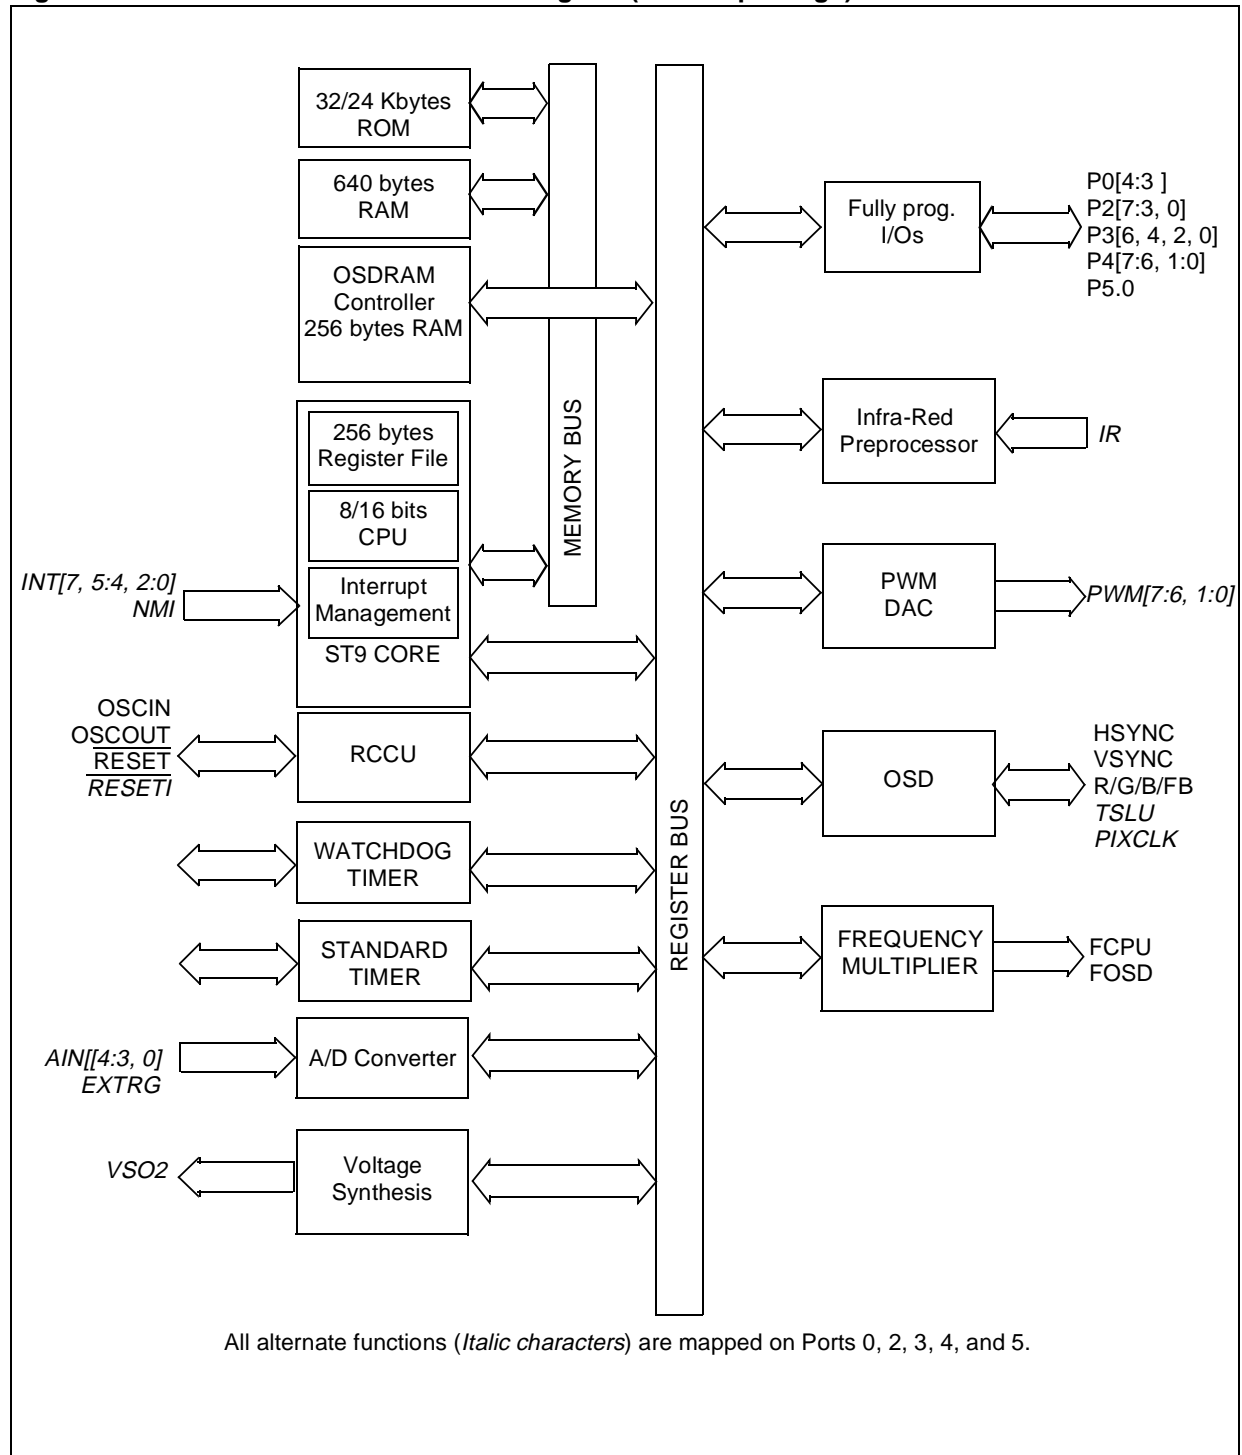 32/24 Kbytes
ROM
640 bytes
RAM
OSDRAM
Controller
256 bytes RAM
256 bytes
Register File
8/16 bits
CPU
Interrupt
Management
ST9 CORE
INT[7, 5:4, 2:0]
NMI
OSCIN
OSCOUT
RESET
RESETI
RCCU
WATCHDOG
TIMER
STANDARD
TIMER
AIN[[4:3, 0]
EXTRG
A/D Converter
VSO2
Voltage
Synthesis
MEMORY BUS
REGISTER BUS
Fully prog.
I/Os
P0[4:3 ]
P2[7:3, 0]
P3[6, 4, 2, 0]
P4[7:6, 1:0]
P5.0
Infra-Red
Preprocessor
IR
PWM
DAC
PWM[7:6, 1:0]
OSD
HSYNC
VSYNC
R/G/B/FB
TSLU
PIXCLK
FREQUENCY
MULTIPLIER
FCPU
FOSD
All alternate functions (Italic characters) are mapped on Ports 0, 2, 3, 4, and 5.